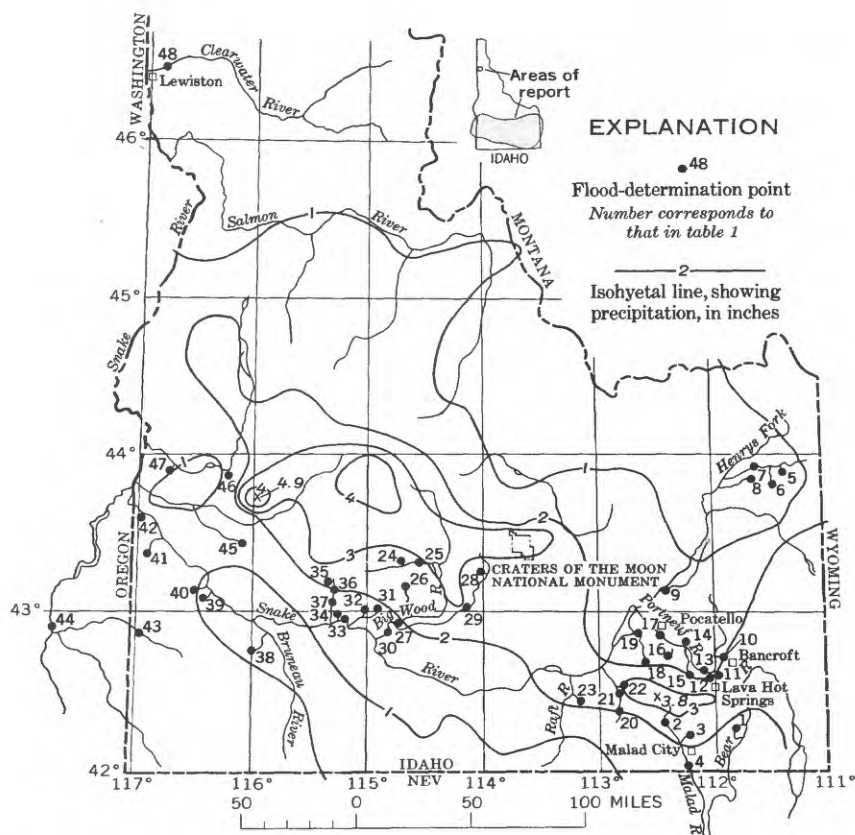 48
Clearwater
River
Lewiston
WASHINGTON
Areas of
report
IDAHO
EXPLANATION
48
Flood-determination point
Number corresponds to
that in table 1
2
Isohyetal line, showing
precipitation, in inches
46°
River
Salmon
1
River
MONTANA
45°
Snake
44°
Henrys Fork
47
1
46
4
4.9
4
7
5
8
6
1
2
42
41
45
3
24
25
OREGON
WYOMING
CRATERS OF THE MOON
NATIONAL MONUMENT
28
9
35
36
26
R
40
39
37
32
31
Big Wood
34
33
29
27
30
43°
Snake
River
44
43
38
Bruneau
River
Portneuf R
Pocatello
17
14
10
19
16
13
Bancroft
18
15
12
11
R
Lava Hot
Springs
23
22
21
×3.8
3
20
2
3
Raft R
Malad City
Bear
4
Malad R
1
42°
IDAHO
NEV
117°
116°
115°
114°
113°
112°
111°
50
0
50
100 MILES